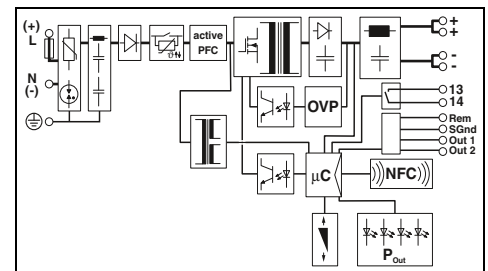 (+)
L
N
(-)
active
PFC
ϑ
OVP
μC
NFC
P Out
+
+
-
-
13
14
Rem
SGnd
Out 1
Out 2